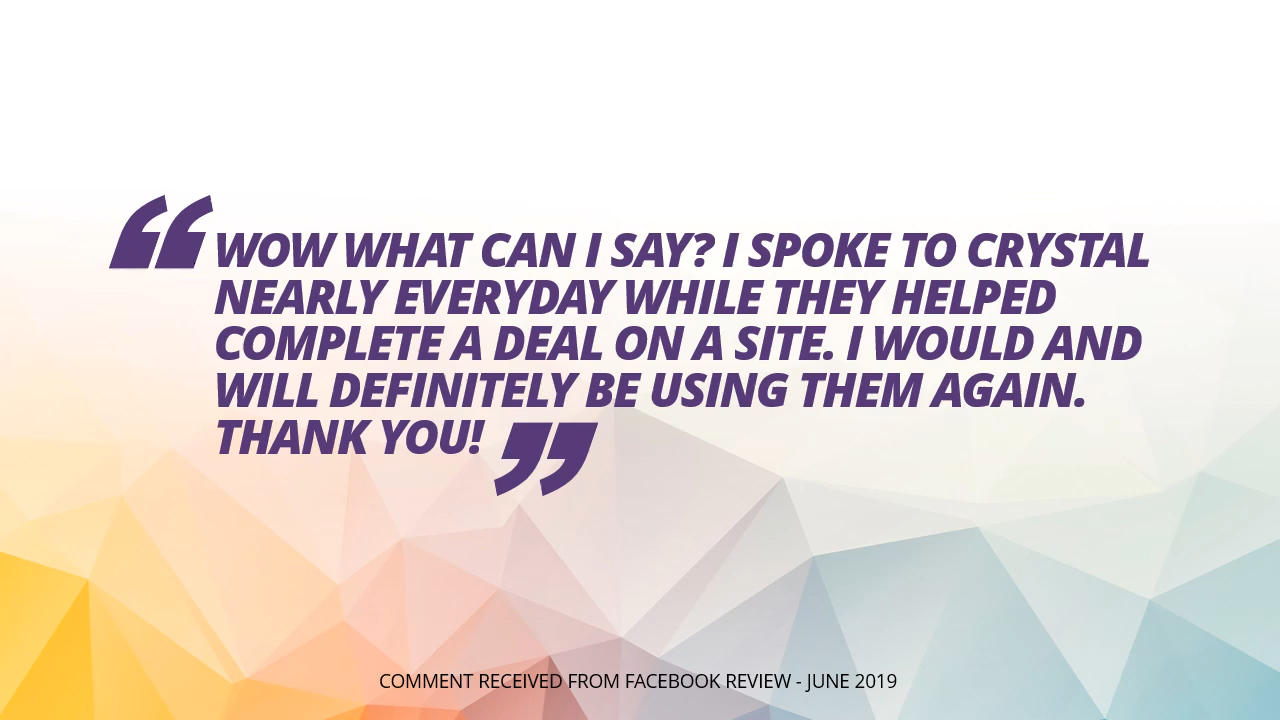 “ WOW WHAT CAN I SAY? I SPOKE TO CRYSTAL
NEARLY EVERYDAY WHILE THEY HELPED
COMPLETE A DEAL ON A SITE. I WOULD AND
WILL DEFINITELY BE USING THEM AGAIN.
THANK YOU! ”
COMMENT RECEIVED FROM FACEBOOK REVIEW - JUNE 2019